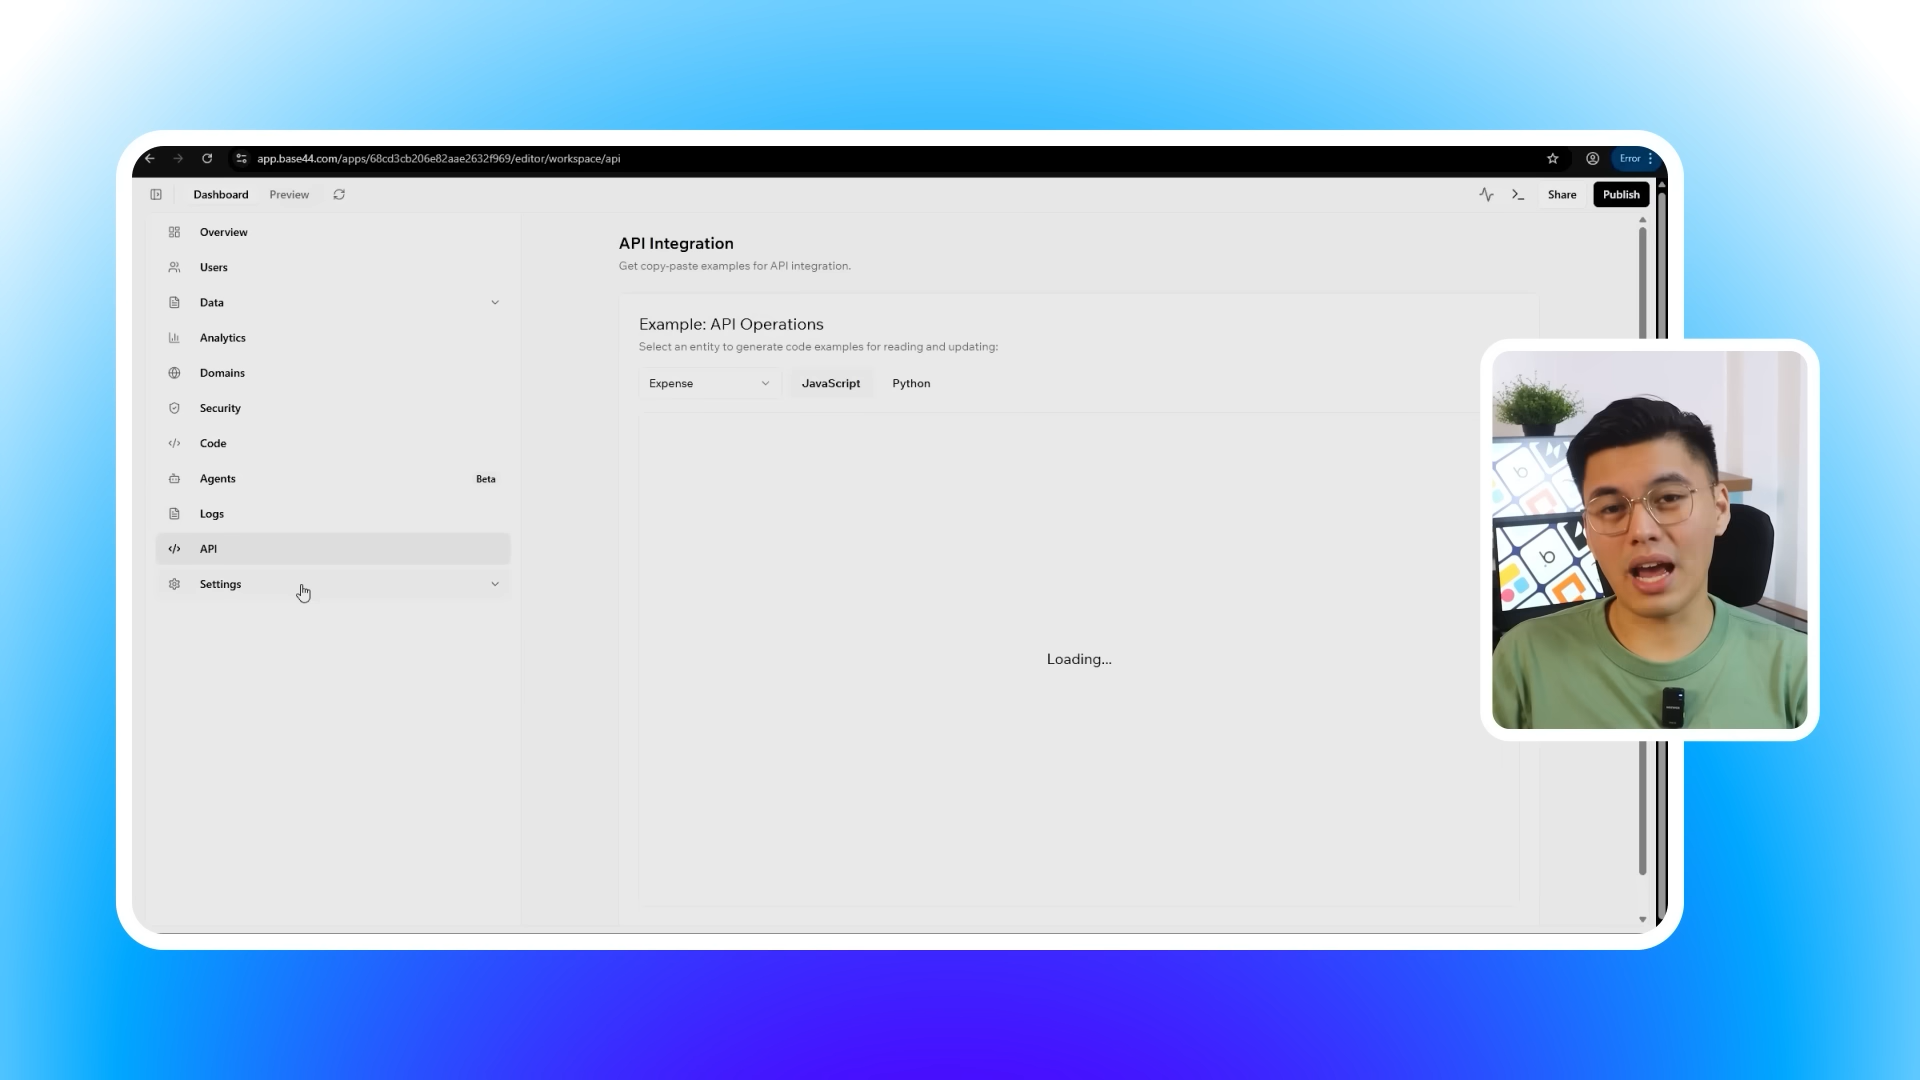 app.base44.com/apps/68cd3cb206e82aae2632f969/editor/workspace/api
Error
Dashboard
Preview
Share
Publish
Overview
Users
Data
Analytics
Domains
Security
Code
Agents
Beta
Logs
API
Settings
API Integration
Get copy-paste examples for API integration.
Example: API Operations
Select an entity to generate code examples for reading and updating:
Expense
JavaScript
Python
Loading...